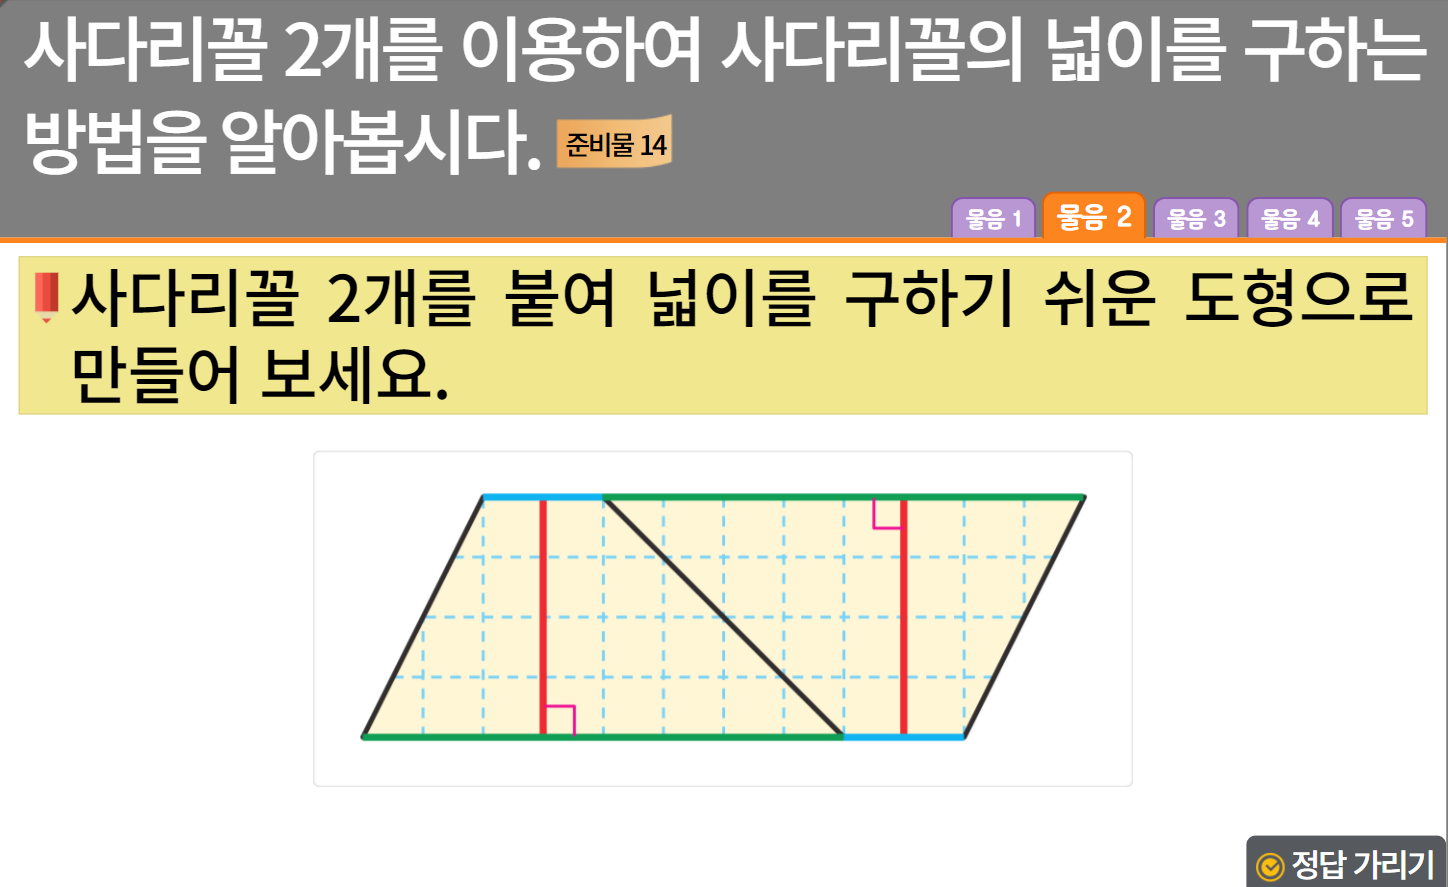 사다리꼴 2개를 이용하여 사다리꼴의 넓이를 구하는
방법을 알아봅시다. 준비물 14
물음 1 물음 2 물음 3 물음 4 물음 5
사다리꼴 2개를 붙여 넓이를 구하기 쉬운 도형으로
만들어 보세요.
정답 가리기